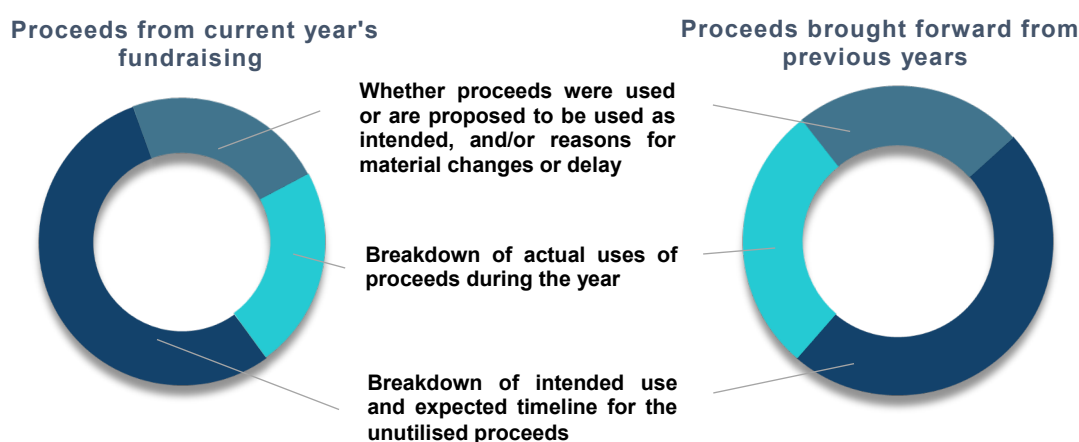 Proceeds from current year's
fundraising
Proceeds brought forward from
previous years
Whether proceeds were used
or are proposed to be used as
intended, and/or reasons for
material changes or delay
Breakdown of actual uses of
proceeds during the year
Breakdown of intended use
and expected timeline for the
unutilised proceeds